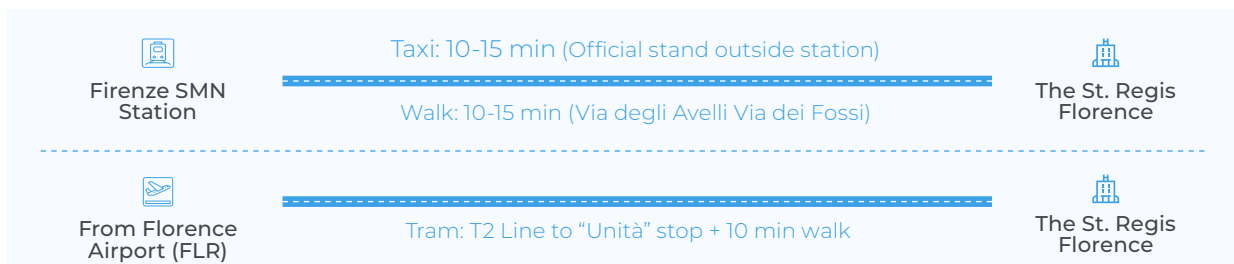 Taxi: 10-15 min (Official stand outside station)
Firenze SMN
Station
The St. Regis
Florence
Walk: 10-15 min (Via degli Avelli Via dei Fossi)
From Florence
Airport (FLR)
Tram: T2 Line to “Unità” stop + 10 min walk
The St. Regis
Florence